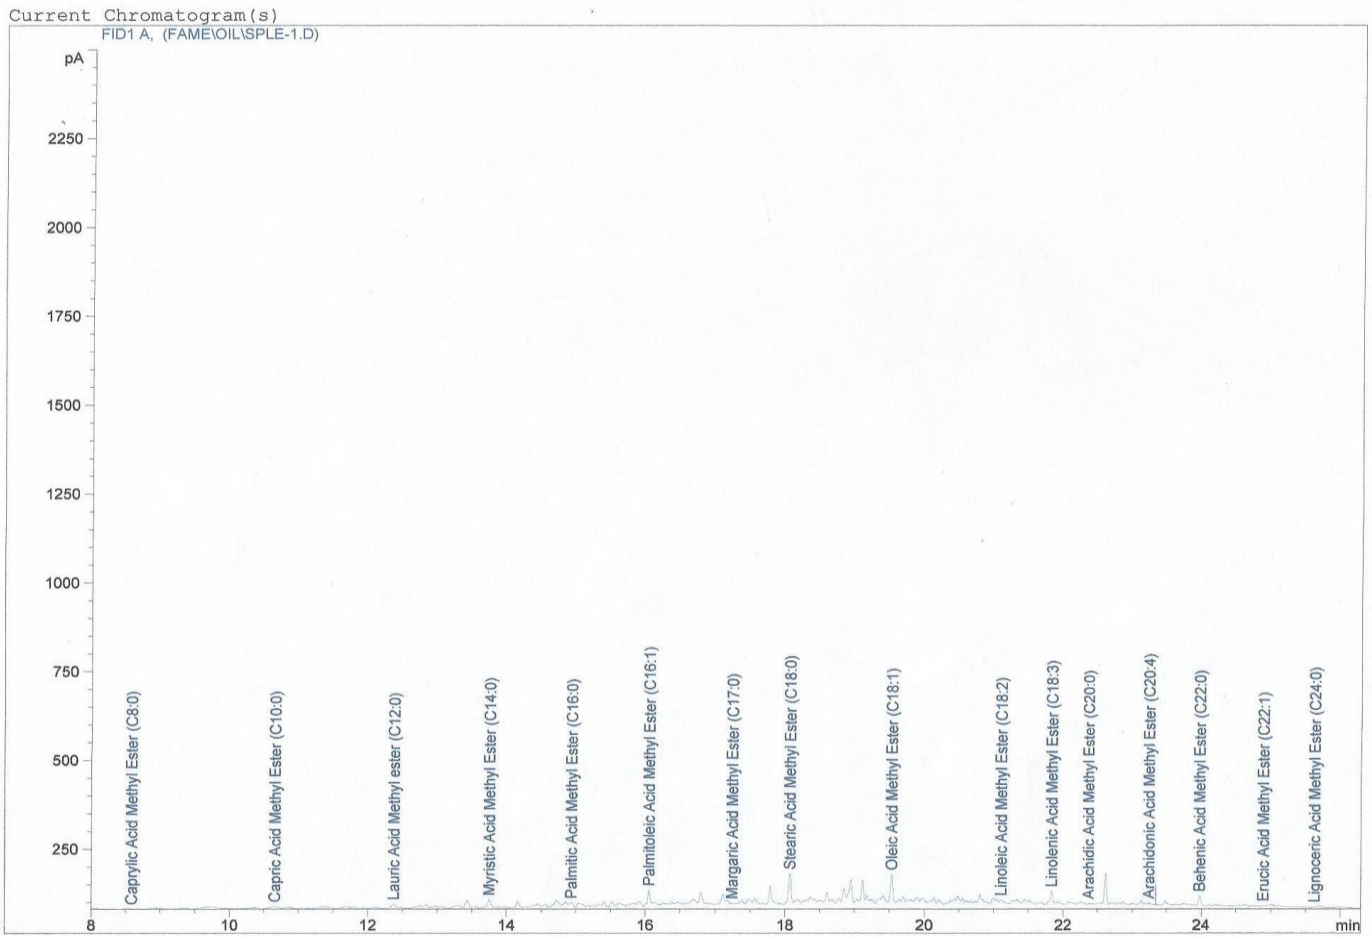 Current Chromatogram(s)
FID1 A, (FAME\OIL\SPLE-1.D)
pA
2250
2000
1750
1500
1250
1000
750
500
250
Caprylic Acid Methyl Ester (C8:0)
Capric Acid Methyl Ester (C10:0)
Lauric Acid Methyl ester (C12:0)
Myristic Acid Methyl Ester (C14:0)
Palmitic Acid Methyl Ester (C16:0)
Palmitoleic Acid Methyl Ester (C16:1)
Margaric Acid Methyl Ester (C17:0)
Stearic Acid Methyl Ester (C18:0)
Oleic Acid Methyl Ester (C18:1)
Linoleic Acid Methyl Ester (C18:2)
Linolenic Acid Methyl Ester (C18:3)
Arachidic Acid Methyl Ester (C20:0)
Arachidonic Acid Methyl Ester (C20:4)
Behenic Acid Methyl Ester (C22:0)
Erucic Acid Methyl Ester (C22:1)
Lignoceric Acid Methyl Ester (C24:0)
8 10 12 14 16 18 20 22 24 min